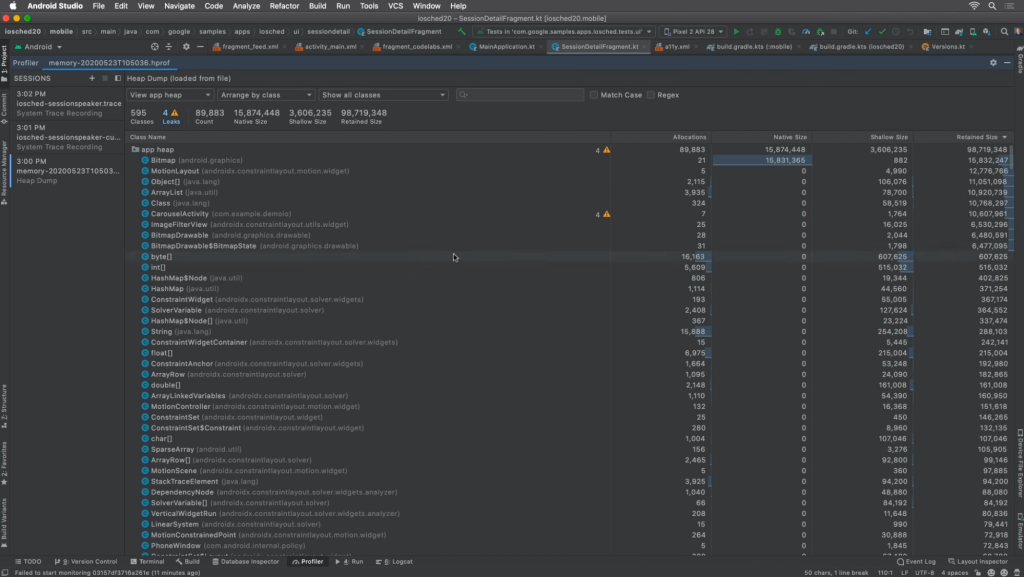 Android Studio File Edit View Navigate Code Analyze Refactor Build Run Tools VCS Window Help
iosched20 – SessionDetailFragment.kt [iosched20.mobile]
iosched20 mobile src main java com google samples apps iosched ui sessiondetail SessionDetailFragment Tests in 'com.google.samples.apps.iosched.tests.ui' Pixel 2 API 28 Git:
Android fragment_feed.xml activity_main.xml fragment_codelabs.xml MainApplication.kt SessionDetailFragment.kt a11y.xml build.gradle.kts (:mobile) build.gradle.kts (iosched20) Versions.kt
Profiler memory-20200523T105036.hprof
SESSIONS Heap Dump (loaded from file)
3:02 PM
iosched-sessionspeaker.trace
System Trace Recording
3:01 PM
iosched-sessionspeaker-cu...
System Trace Recording
3:00 PM
memory-20200523T10503...
Heap Dump
View app heap Arrange by class Show all classes Match Case Regex
595 4 89,883 15,874,448 3,606,235 98,719,348
Classes Leaks Count Native Size Shallow Size Retained Size
Class Name Allocations Native Size Shallow Size Retained Size
app heap 4 89,883 15,874,448 3,606,235 98,719,348
Bitmap (android.graphics) 21 15,831,365 882 15,832,247
MotionLayout (androidx.constraintlayout.motion.widget) 5 0 4,990 12,776,766
Object[] (java.lang) 2,115 0 106,076 11,051,098
ArrayList (java.util) 3,935 0 78,700 10,920,739
Class (java.lang) 324 0 58,519 10,768,297
CarouselActivity (com.example.demoio) 4 7 0 1,764 10,607,961
ImageFilterView (androidx.constraintlayout.utils.widget) 25 0 16,025 6,530,296
BitmapDrawable (android.graphics.drawable) 28 0 2,044 6,480,591
BitmapDrawable$BitmapState (android.graphics.drawable) 31 0 1,798 6,477,095
byte[] 16,163 0 607,625 607,625
int[] 5,609 0 515,032 515,032
HashMap$Node (java.util) 806 0 19,344 402,825
HashMap (java.util) 1,114 0 44,560 371,254
ConstraintWidget (androidx.constraintlayout.solver.widgets) 193 0 55,005 367,174
SolverVariable (androidx.constraintlayout.solver) 2,408 0 127,624 364,552
HashMap$Node[] (java.util) 367 0 23,224 337,474
String (java.lang) 15,888 0 254,208 288,103
ConstraintWidgetContainer (androidx.constraintlayout.solver.widgets) 15 0 5,445 242,141
float[] 6,975 0 215,004 215,004
ConstraintAnchor (androidx.constraintlayout.solver.widgets) 1,664 0 53,248 192,980
ArrayRow (androidx.constraintlayout.solver) 1,095 0 24,090 182,865
double[] 2,148 0 161,008 161,008
ArrayLinkedVariables (androidx.constraintlayout.solver) 1,110 0 54,390 160,950
MotionController (androidx.constraintlayout.motion.widget) 132 0 16,368 151,618
ConstraintSet (androidx.constraintlayout.widget) 25 0 450 146,265
ConstraintSet$Constraint (androidx.constraintlayout.widget) 280 0 8,960 132,135
char[] 1,004 0 107,046 107,046
SparseArray (android.util) 156 0 3,276 105,905
ArrayRow[] (androidx.constraintlayout.solver) 2,465 0 92,800 99,146
MotionScene (androidx.constraintlayout.motion.widget) 5 0 360 97,885
StackTraceElement (java.lang) 3,925 0 94,200 94,200
DependencyNode (androidx.constraintlayout.solver.widgets.analyzer) 1,040 0 48,880 88,080
SolverVariable[] (androidx.constraintlayout.solver) 66 0 84,192 84,192
VerticalWidgetRun (androidx.constraintlayout.solver.widgets.analyzer) 208 0 11,648 80,836
LinearSystem (androidx.constraintlayout.solver) 15 0 990 79,441
MotionConstrainedPoint (androidx.constraintlayout.motion.widget) 264 0 30,888 72,918
PhoneWindow (com.android.internal.policy) 5 0 1,845 72,843
1: Project
Commit
Resource Manager
Z: Structure
2: Favorites
Build Variants
Gradle
Device File Explorer
Emulator
TODO 9: Version Control Terminal Build Database Inspector Profiler 4: Run 6: Logcat Event Log Layout Inspector
Failed to start monitoring 03157df3716a261e (11 minutes ago) 50 chars, 1 line break 110:1 LF UTF-8 4 spaces